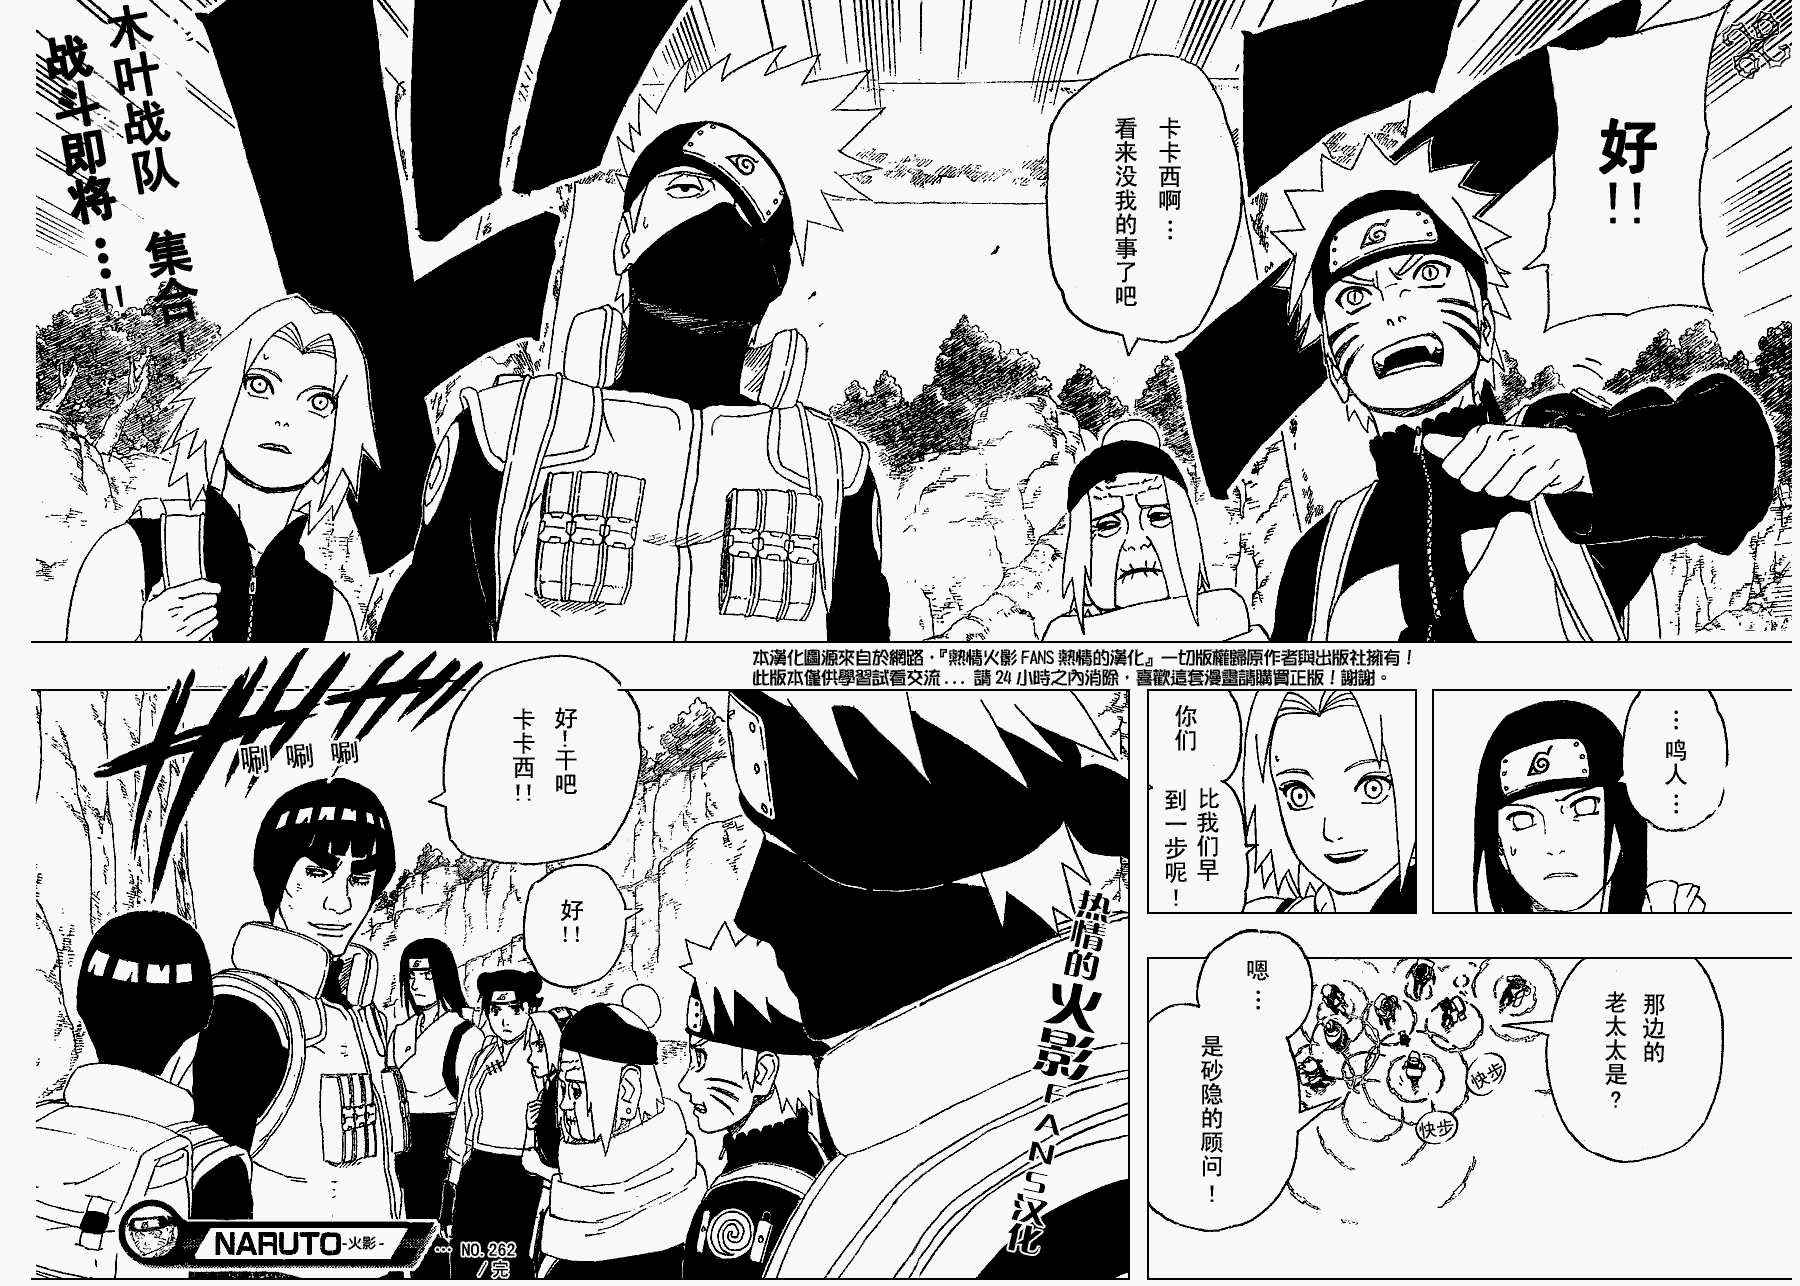 好!!
卡卡西啊…
看来没我的事了吧
木叶战队 集合!
战斗即将……!!
本漢化圖源來自於網路,『熱情火影FANS熱情的漢化』一切版權歸原作者與出版社擁有!
此版本僅供學習試看交流... 請24小時之內消除,喜歡這套漫畫請購買正版!謝謝。
…鸣人…
你们
比我们早
到一步呢!
那边的
老太太是?
嗯…
是砂隐的顾问!
快步
快步
好!干吧
卡卡西!!
好!!
唰 唰 唰
热情的火影FANS汉化
NARUTO-火影-
… NO.262
/完